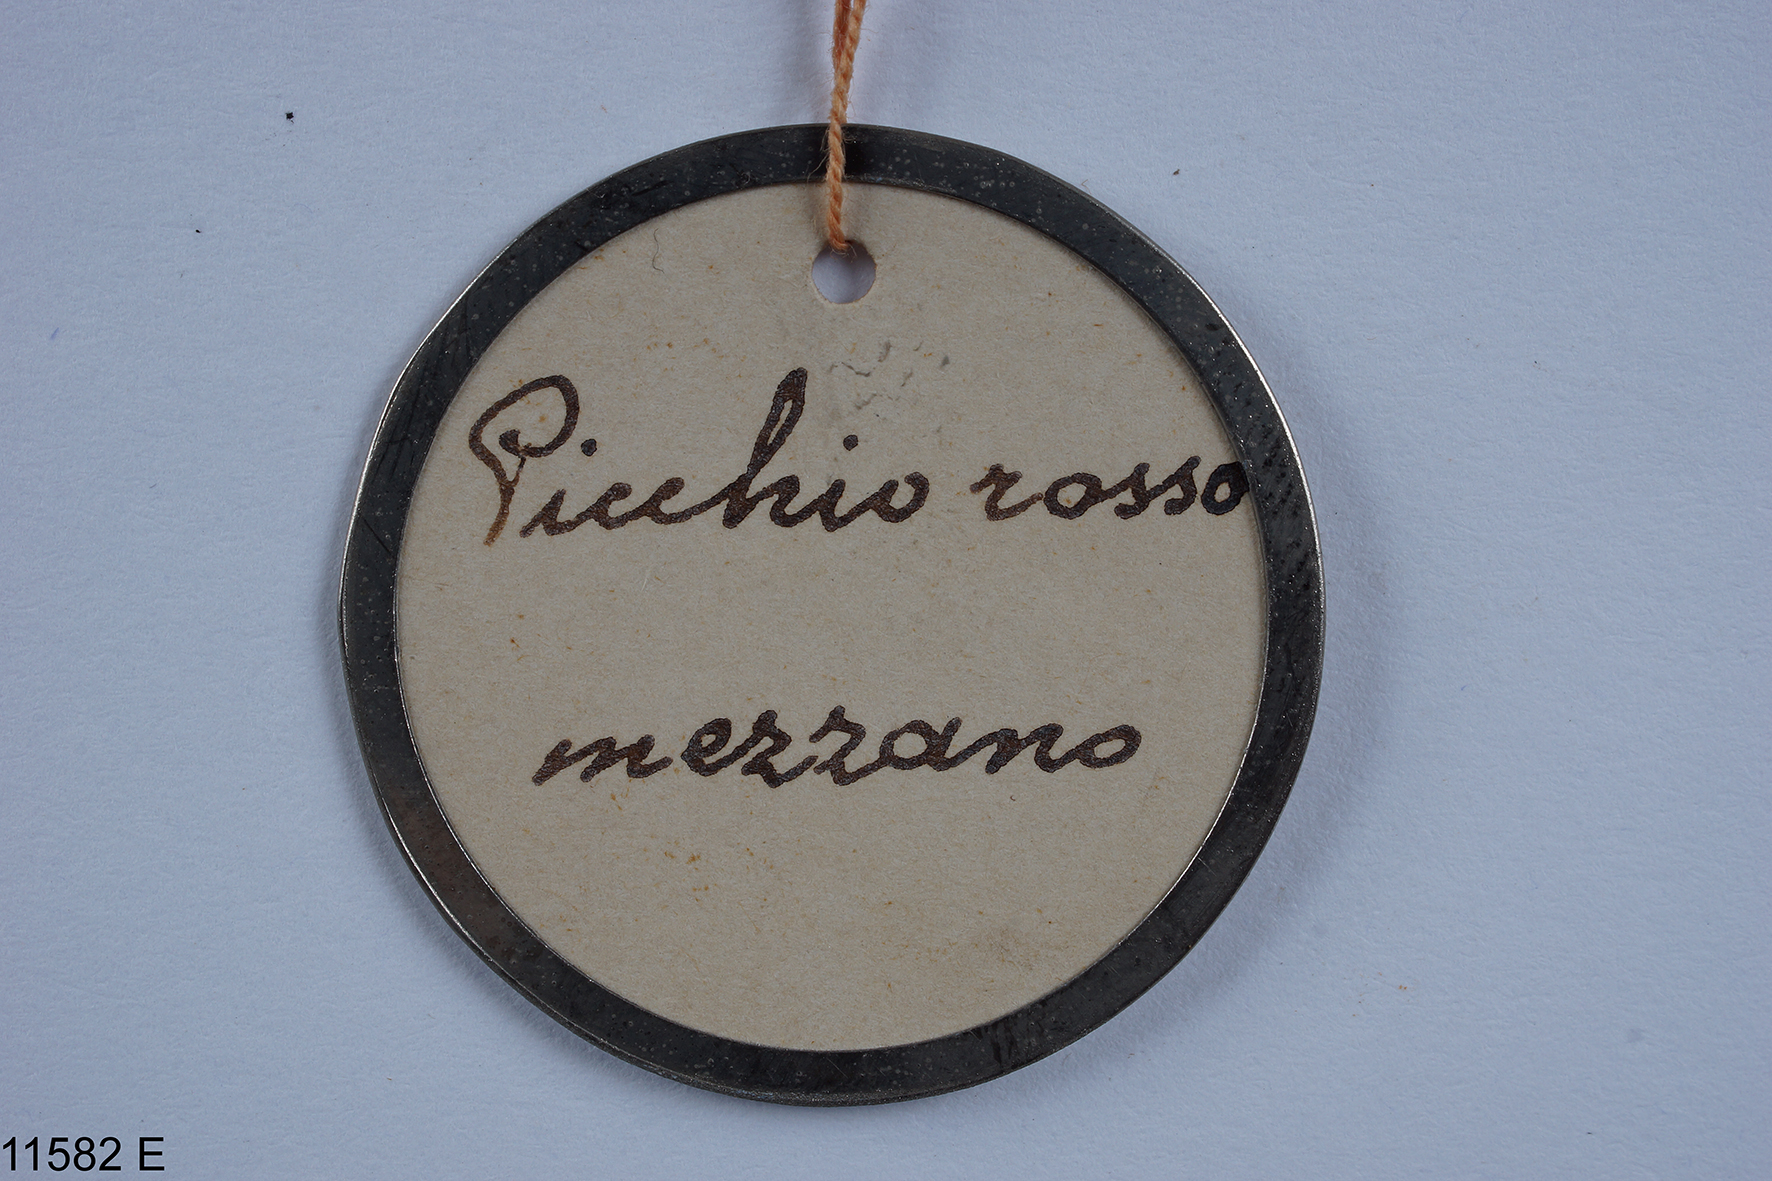 Picchio rosso
mezzano
11582 E